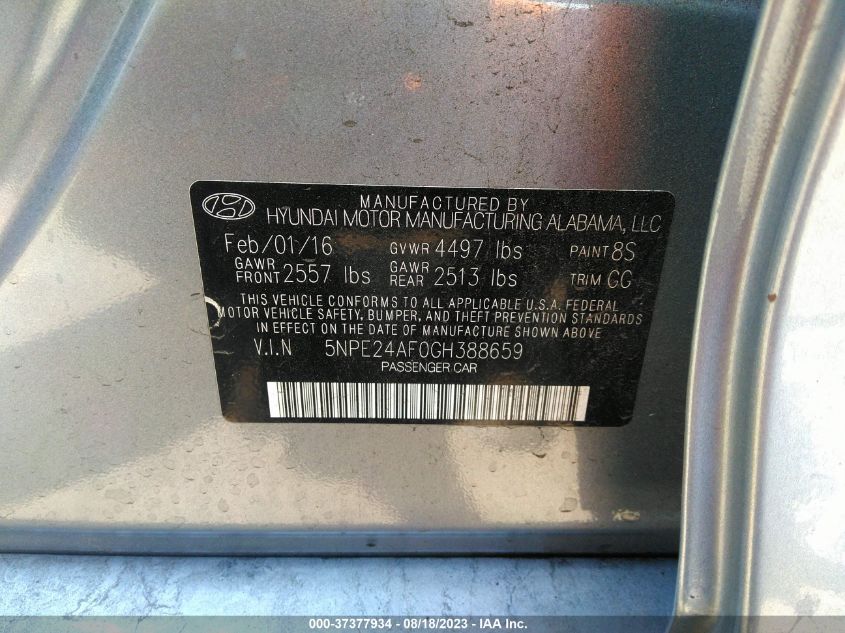 MANUFACTURED BY
HYUNDAI MOTOR MANUFACTURING ALABAMA, LLC
Feb/01/16 GVWR 4497 lbs PAINT 8S
GAWR FRONT 2557 lbs GAWR REAR 2513 lbs TRIM GG
THIS VEHICLE CONFORMS TO ALL APPLICABLE U.S.A. FEDERAL
MOTOR VEHICLE SAFETY, BUMPER, AND THEFT PREVENTION STANDARDS
IN EFFECT ON THE DATE OF MANUFACTURE SHOWN ABOVE
V.I.N 5NPE24AF0GH388659
PASSENGER CAR
000-37377934 - 08/18/2023 - IAA Inc.